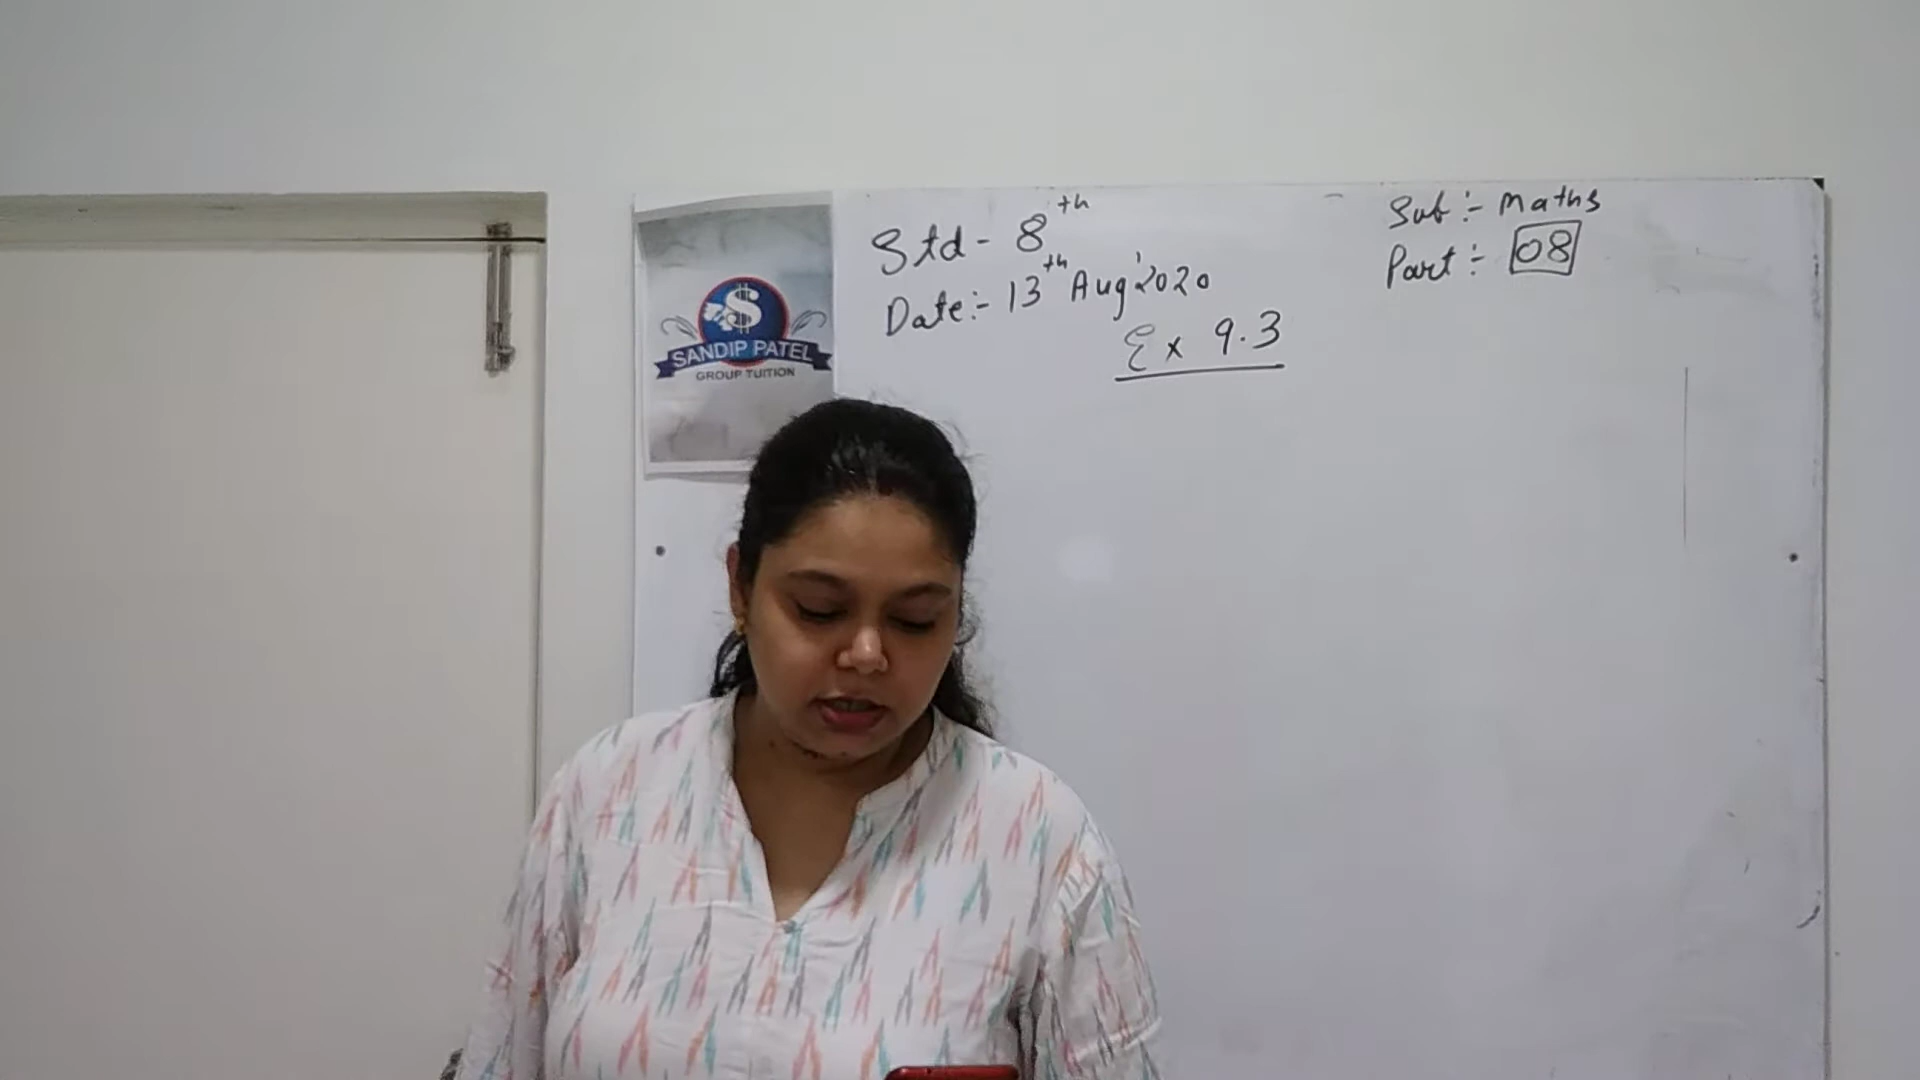 Std - 8th
Date :- 13th Aug'2020
Sub :- Maths
Part :- 08
Ex 9.3
$
SANDIP PATEL
GROUP TUITION